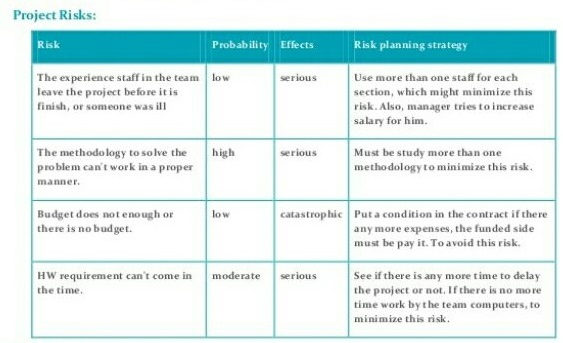 Project Risks:
Risk Probability Effects Risk planning strategy
The experience staff in the team low serious Use more than one staff for each
leave the project before it is section, which might minimize this
finish, or someone was ill risk. Also, manager tries to increase
salary for him.
The methodology to solve the high serious Must be study more than one
problem can't work in a proper methodology to minimize this risk.
manner.
Budget does not enough or low catastrophic Put a condition in the contract if there
there is no budget. any more expenses, the funded side
must be pay it. To avoid this risk.
HW requirement can't come in moderate serious See if there is any more time to delay
the time. the project or not. If there is no more
time work by the team computers, to
minimize this risk.